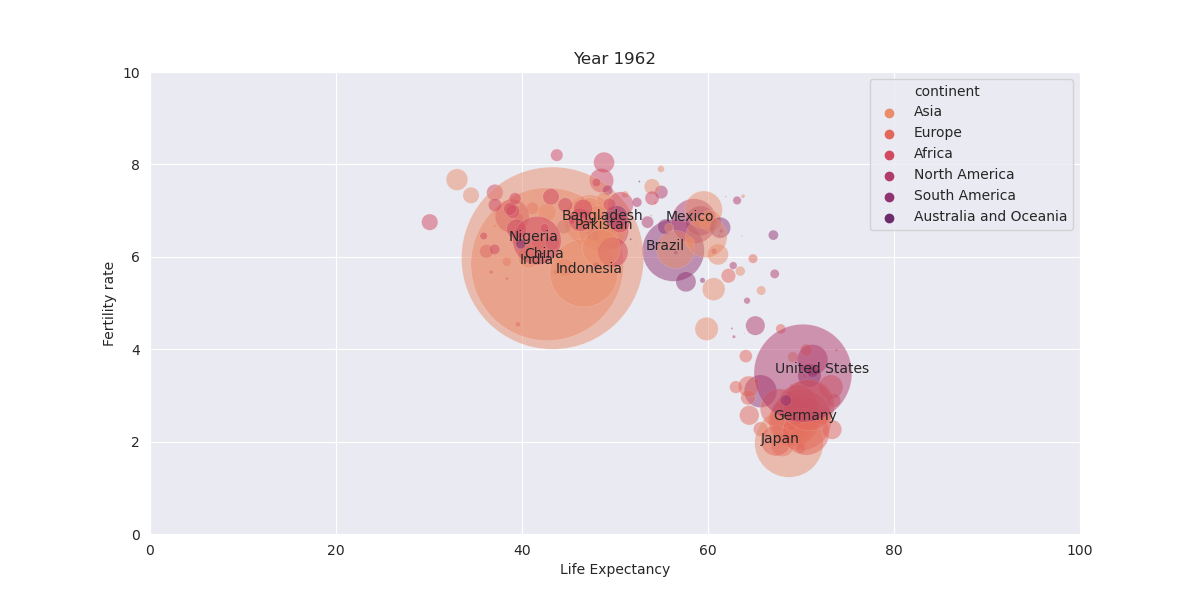 Year 1962
10
8
6
4
2
0
Fertility rate
0 20 40 60 80 100
Life Expectancy
continent
Asia
Europe
Africa
North America
South America
Australia and Oceania
Bangladesh
Mexico
Pakistan
Nigeria
Brazil
China
India
Indonesia
United States
Germany
Japan